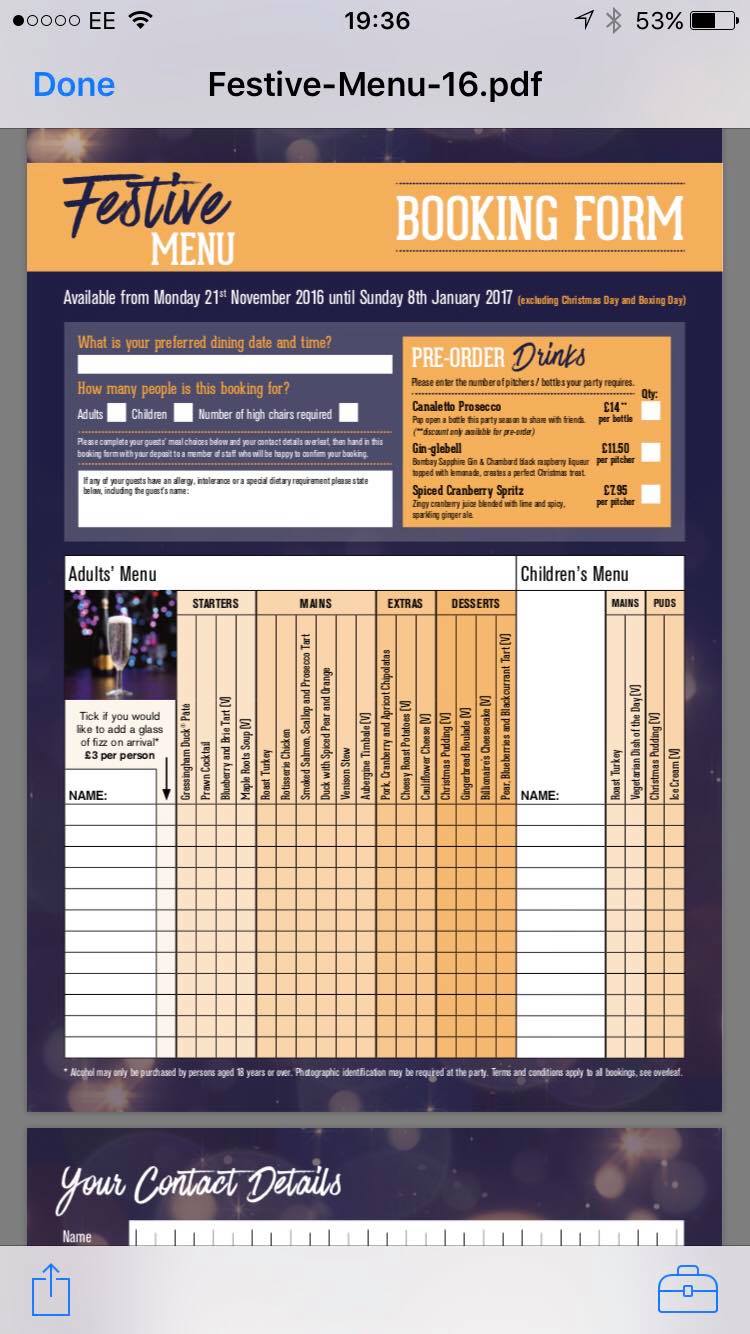 EE 19:36 53%
Done Festive-Menu-16.pdf
Festive
MENU
BOOKING FORM
Available from Monday 21st November 2016 until Sunday 8th January 2017 (excluding Christmas Day and Boxing Day)
What is your preferred dining date and time?
How many people is this booking for?
Adults Children Number of high chairs required
Please complete your guests' meal choices below and your contact details overleaf, then hand in this
booking form with your deposit to a member of staff who will be happy to confirm your booking.
If any of your guests have an allergy, intolerance or a special dietary requirement please state
below, including the guest's name:
PRE-ORDER Drinks
Please enter the number of pitchers / bottles your party requires.
Qty:
Canaletto Prosecco £14**
Pop open a bottle this party season to share with friends. per bottle
(**discount only available for pre-order)
Gin-glebell £11.50
Bombay Sapphire Gin & Chambord black raspberry liqueur per pitcher
topped with lemonade, creates a perfect Christmas treat.
Spiced Cranberry Spritz £7.95
Zingy cranberry juice blended with lime and spicy, per pitcher
sparkling ginger ale.
Adults' Menu
STARTERS MAINS EXTRAS DESSERTS
Tick if you would
like to add a glass
of fizz on arrival*
£3 per person
NAME:
Gressingham Duck® Pate
Prawn Cocktail
Blueberry and Brie Tart [V]
Maple Roots Soup [V]
Roast Turkey
Rotisserie Chicken
Smoked Salmon, Scallop and Prosecco Tart
Duck with Spiced Pear and Orange
Venison Stew
Aubergine Timbale [V]
Pork, Cranberry and Apricot Chipolatas
Cheesy Roast Potatoes [V]
Cauliflower Cheese [V]
Christmas Pudding [V]
Gingerbread Roulade [V]
Billionaire's Cheesecake [V]
Pear, Blueberries and Blackcurrant Tart [V]
Children's Menu
MAINS PUDS
NAME:
Roast Turkey
Vegetarian Dish of the Day [V]
Christmas Pudding [V]
Ice Cream [V]
* Alcohol may only be purchased by persons aged 18 years or over. Photographic identification may be required at the party. Terms and conditions apply to all bookings, see overleaf.
Your Contact Details
Name